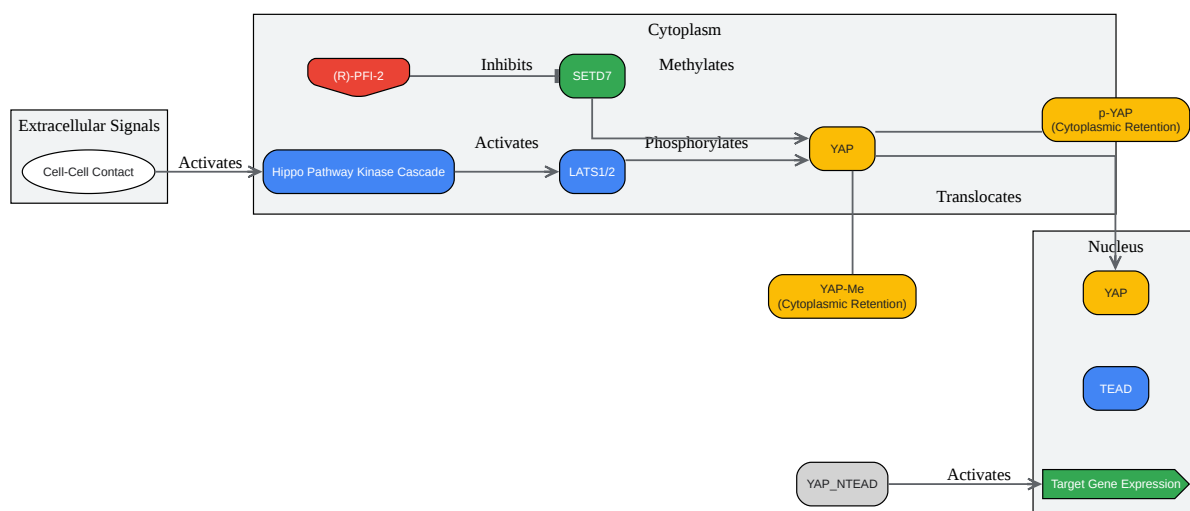 Cytoplasm
(R)-PFI-2
Inhibits
SETD7
Methylates
Extracellular Signals
Cell-Cell Contact
Activates
Hippo Pathway Kinase Cascade
Activates
LATS1/2
Phosphorylates
YAP
p-YAP
(Cytoplasmic Retention)
Translocates
YAP-Me
(Cytoplasmic Retention)
Nucleus
YAP
TEAD
YAP_NTEAD
Activates
Target Gene Expression